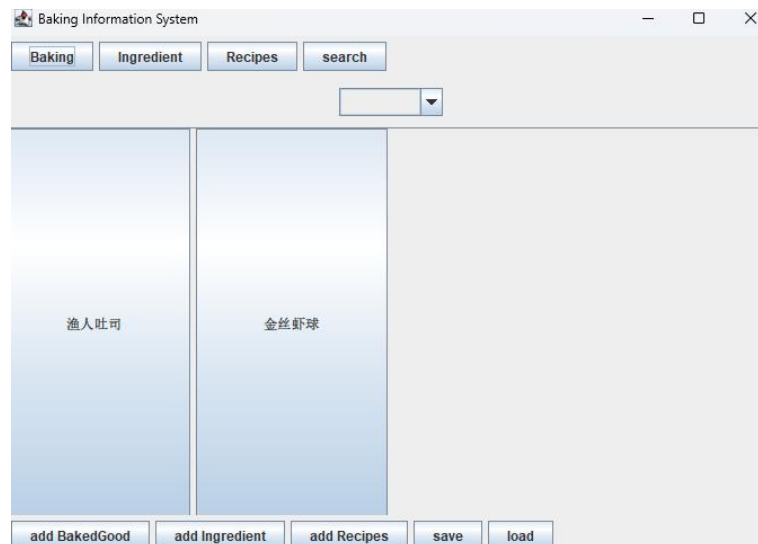 Baking Information System
Baking Ingredient Recipes search
渔人吐司 金丝虾球
add BakedGood add Ingredient add Recipes save load